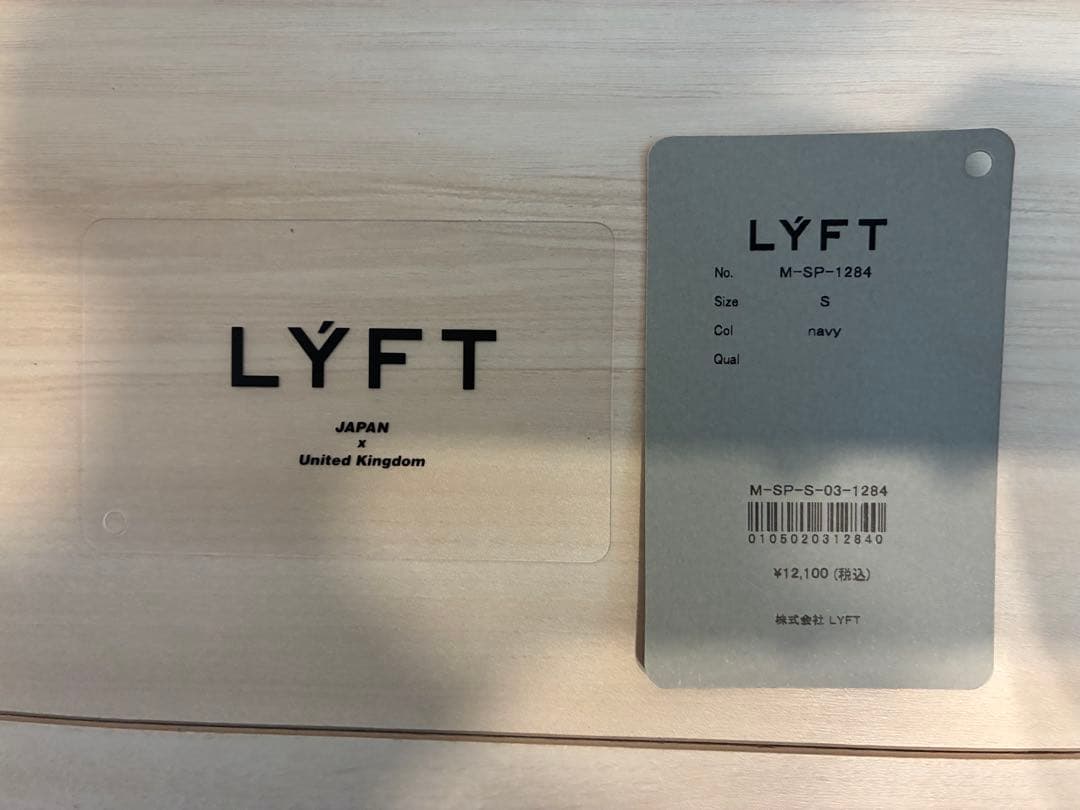 LÝFT
JAPAN
x
United Kingdom
LÝFT
No. M-SP-1284
Size S
Col navy
Qual
M-SP-S-03-1284
0105020312840
¥12,100 (税込)
株式会社 LYFT